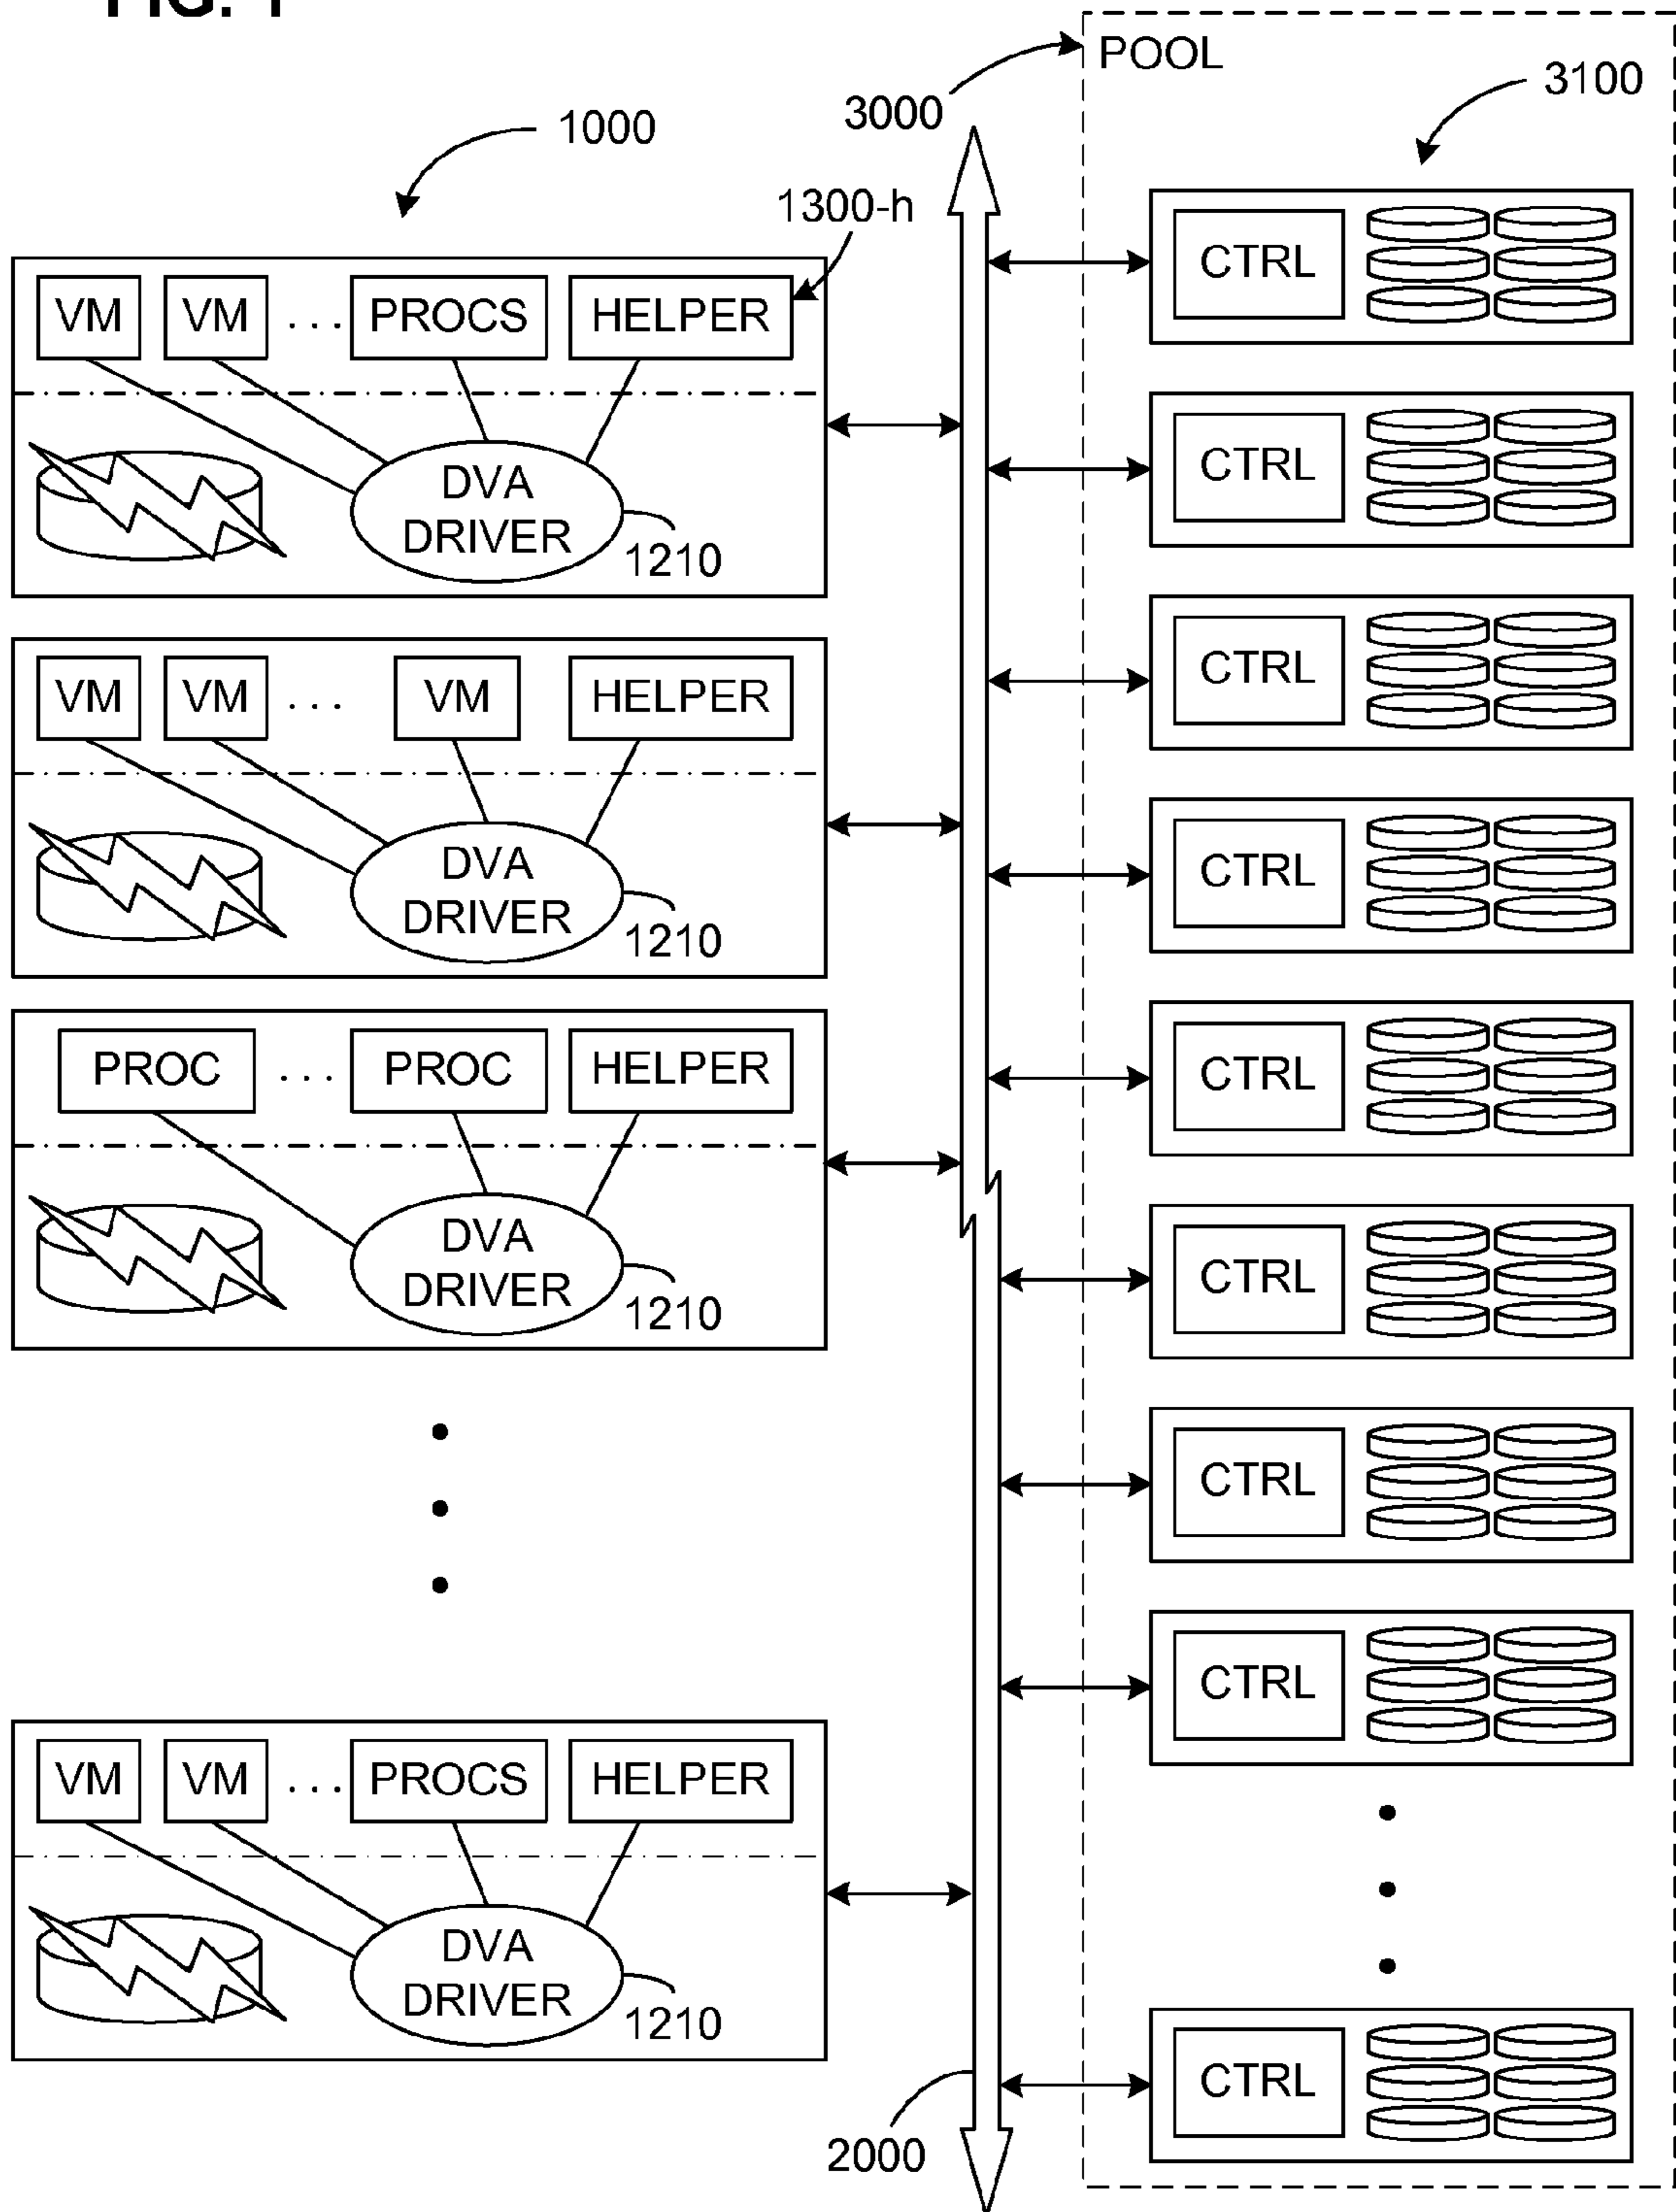 FIG. 1
POOL
3000
3100
1000
1300-h
VM VM ... PROCS HELPER
DVA
DRIVER
1210
VM VM ... VM HELPER
DVA
DRIVER
1210
PROC ... PROC HELPER
DVA
DRIVER
1210
VM VM ... PROCS HELPER
DVA
DRIVER
1210
2000
CTRL
CTRL
CTRL
CTRL
CTRL
CTRL
CTRL
CTRL
CTRL